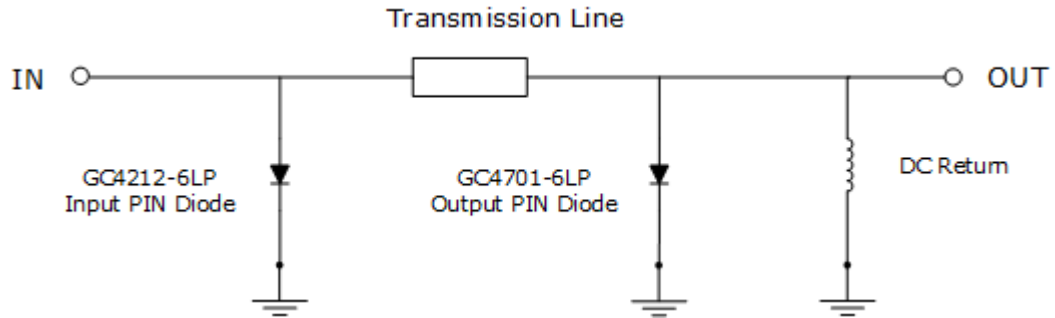 Transmission Line
IN
OUT
GC4212-6LP
Input PIN Diode
GC4701-6LP
Output PIN Diode
DC Return